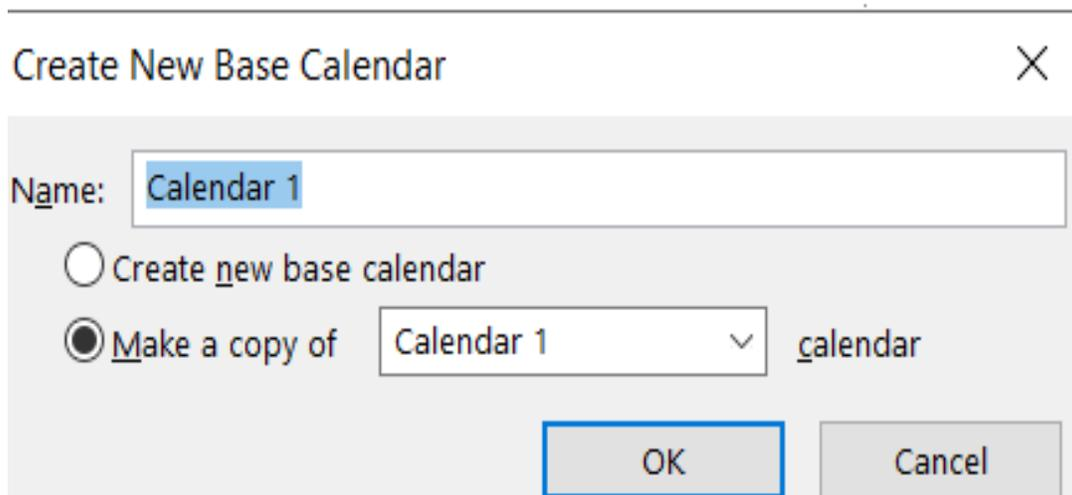 Create New Base Calendar
Name: Calendar 1
Create new base calendar
Make a copy of Calendar 1 calendar
OK Cancel